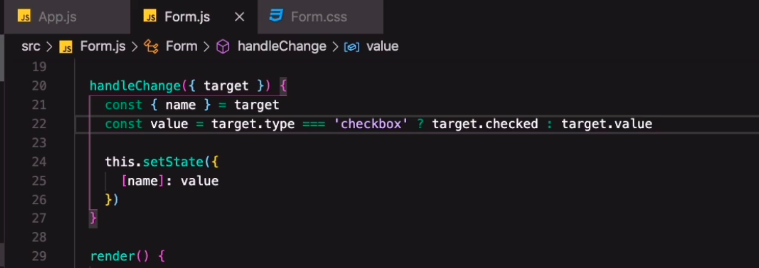 JS App.js JS Form.js × Form.css
src > JS Form.js > Form > handleChange > value
19
20 handleChange({ target }) {
21 const { name } = target
22 const value = target.type === 'checkbox' ? target.checked : target.value
23
24 this.setState({
25 [name]: value
26 })
27 }
28
29 render() {